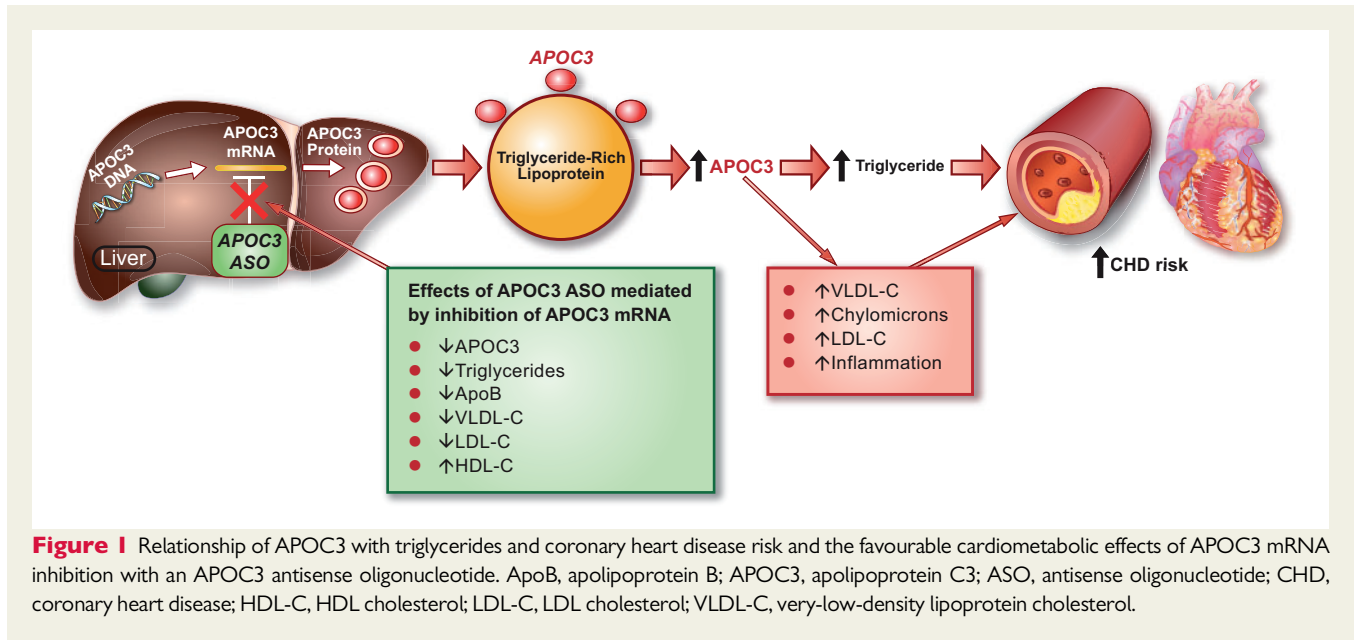 APOC3
APOC3
DNA
APOC3
mRNA
APOC3
Protein
APOC3
ASO
Liver
Triglyceride-Rich
Lipoprotein
↑ APOC3
↑ Triglyceride
↑ CHD risk
Effects of APOC3 ASO mediated
by inhibition of APOC3 mRNA
● ↓APOC3
● ↓Triglycerides
● ↓ApoB
● ↓VLDL-C
● ↓LDL-C
● ↑HDL-C
● ↑VLDL-C
● ↑Chylomicrons
● ↑LDL-C
● ↑Inflammation
Figure 1 Relationship of APOC3 with triglycerides and coronary heart disease risk and the favourable cardiometabolic effects of APOC3 mRNA
inhibition with an APOC3 antisense oligonucleotide. ApoB, apolipoprotein B; APOC3, apolipoprotein C3; ASO, antisense oligonucleotide; CHD,
coronary heart disease; HDL-C, HDL cholesterol; LDL-C, LDL cholesterol; VLDL-C, very-low-density lipoprotein cholesterol.